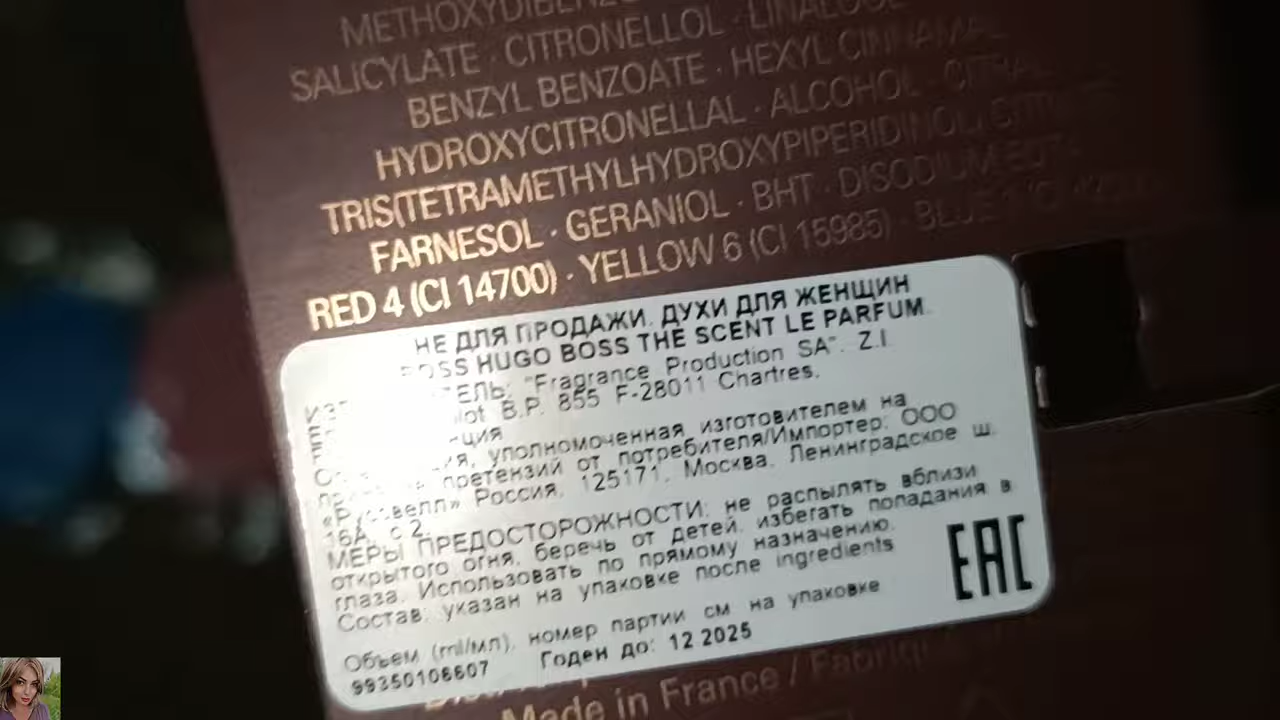 SALICYLATE · CITRONELLOL ·
BENZYL BENZOATE · HEXYL CINNAMAL
HYDROXYCITRONELLAL · ALCOHOL ·
TRIS(TETRAMETHYLHYDROXYPIPERIDINOL)
FARNESOL · GERANIOL · BHT · DISODIUM
RED 4 (CI 14700) · YELLOW 6 (CI 15985) ·
НЕ ДЛЯ ПРОДАЖИ. ДУХИ ДЛЯ ЖЕНЩИН
HUGO BOSS THE SCENT LE PARFUM
"Fragrance Production SA". Z.I.
B.P. 855 F-28011 Chartres,
уполномоченная изготовителем на
претензий от потребителя/Импортер: ООО
Россия, 125171, Москва, Ленинградское ш.
16А, с 2
МЕРЫ ПРЕДОСТОРОЖНОСТИ: не распылять вблизи
открытого огня, беречь от детей, избегать попадания в
глаза. Использовать по прямому назначению.
Состав: указан на упаковке после ingredients
EAC
Объем (ml/мл), номер партии см на упаковке
99350106607 Годен до: 12 2025
Made in France /